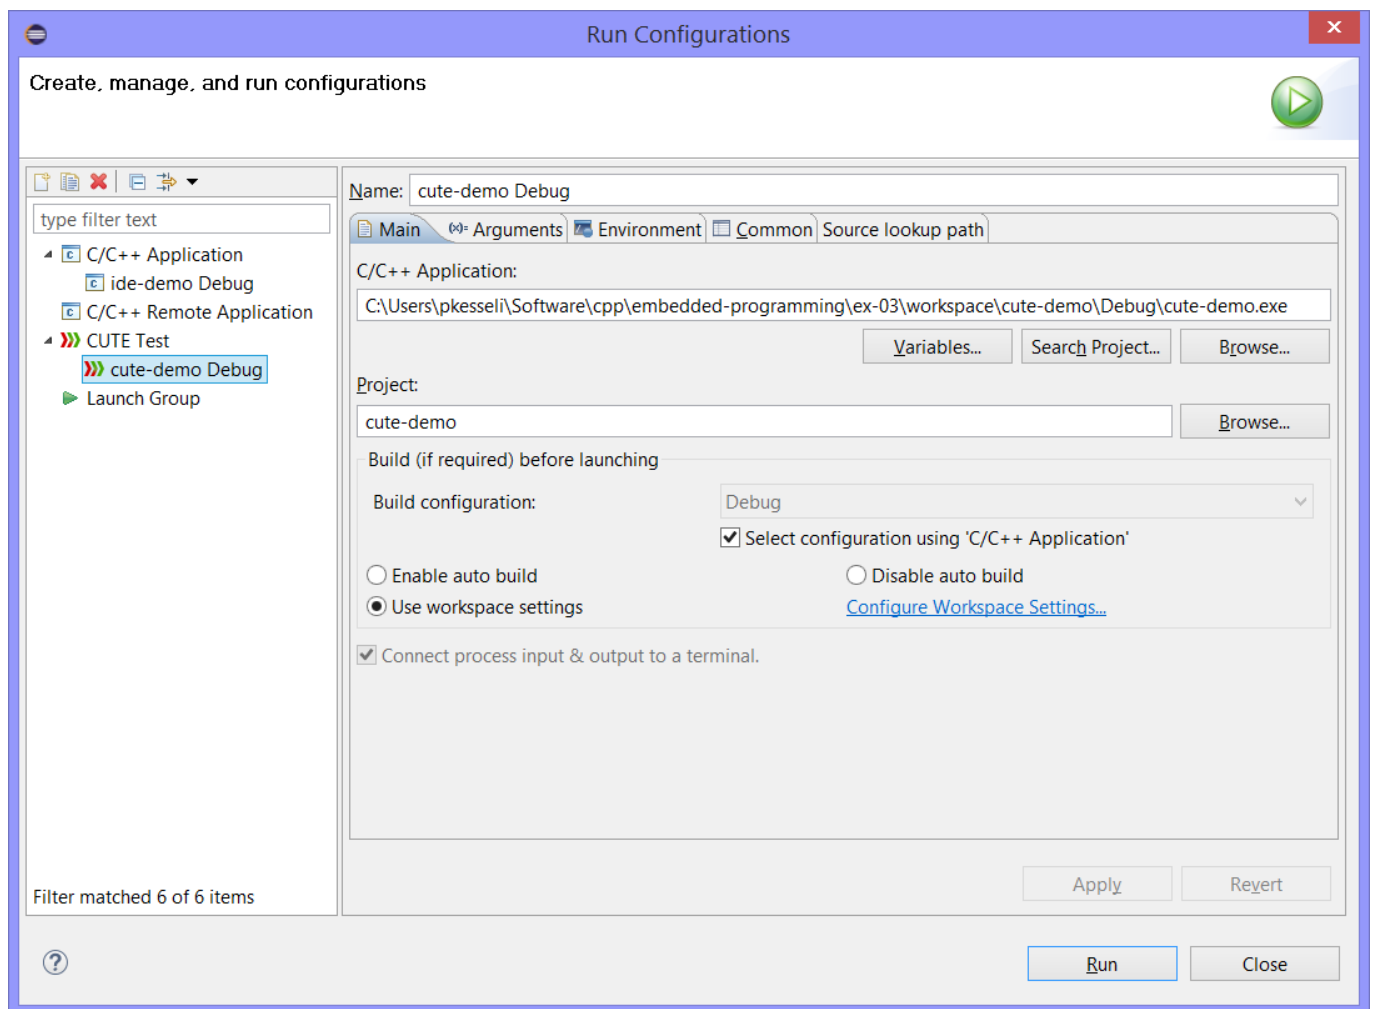 Run Configurations
Create, manage, and run configurations
type filter text
C/C++ Application
ide-demo Debug
C/C++ Remote Application
CUTE Test
cute-demo Debug
Launch Group
Filter matched 6 of 6 items
Name: cute-demo Debug
Main (x)= Arguments Environment Common Source lookup path
C/C++ Application:
C:\Users\pkesseli\Software\cpp\embedded-programming\ex-03\workspace\cute-demo\Debug\cute-demo.exe
Variables... Search Project... Browse...
Project:
cute-demo Browse...
Build (if required) before launching
Build configuration: Debug
Select configuration using 'C/C++ Application'
Enable auto build Disable auto build
Use workspace settings Configure Workspace Settings...
Connect process input & output to a terminal.
Apply Revert
Run Close